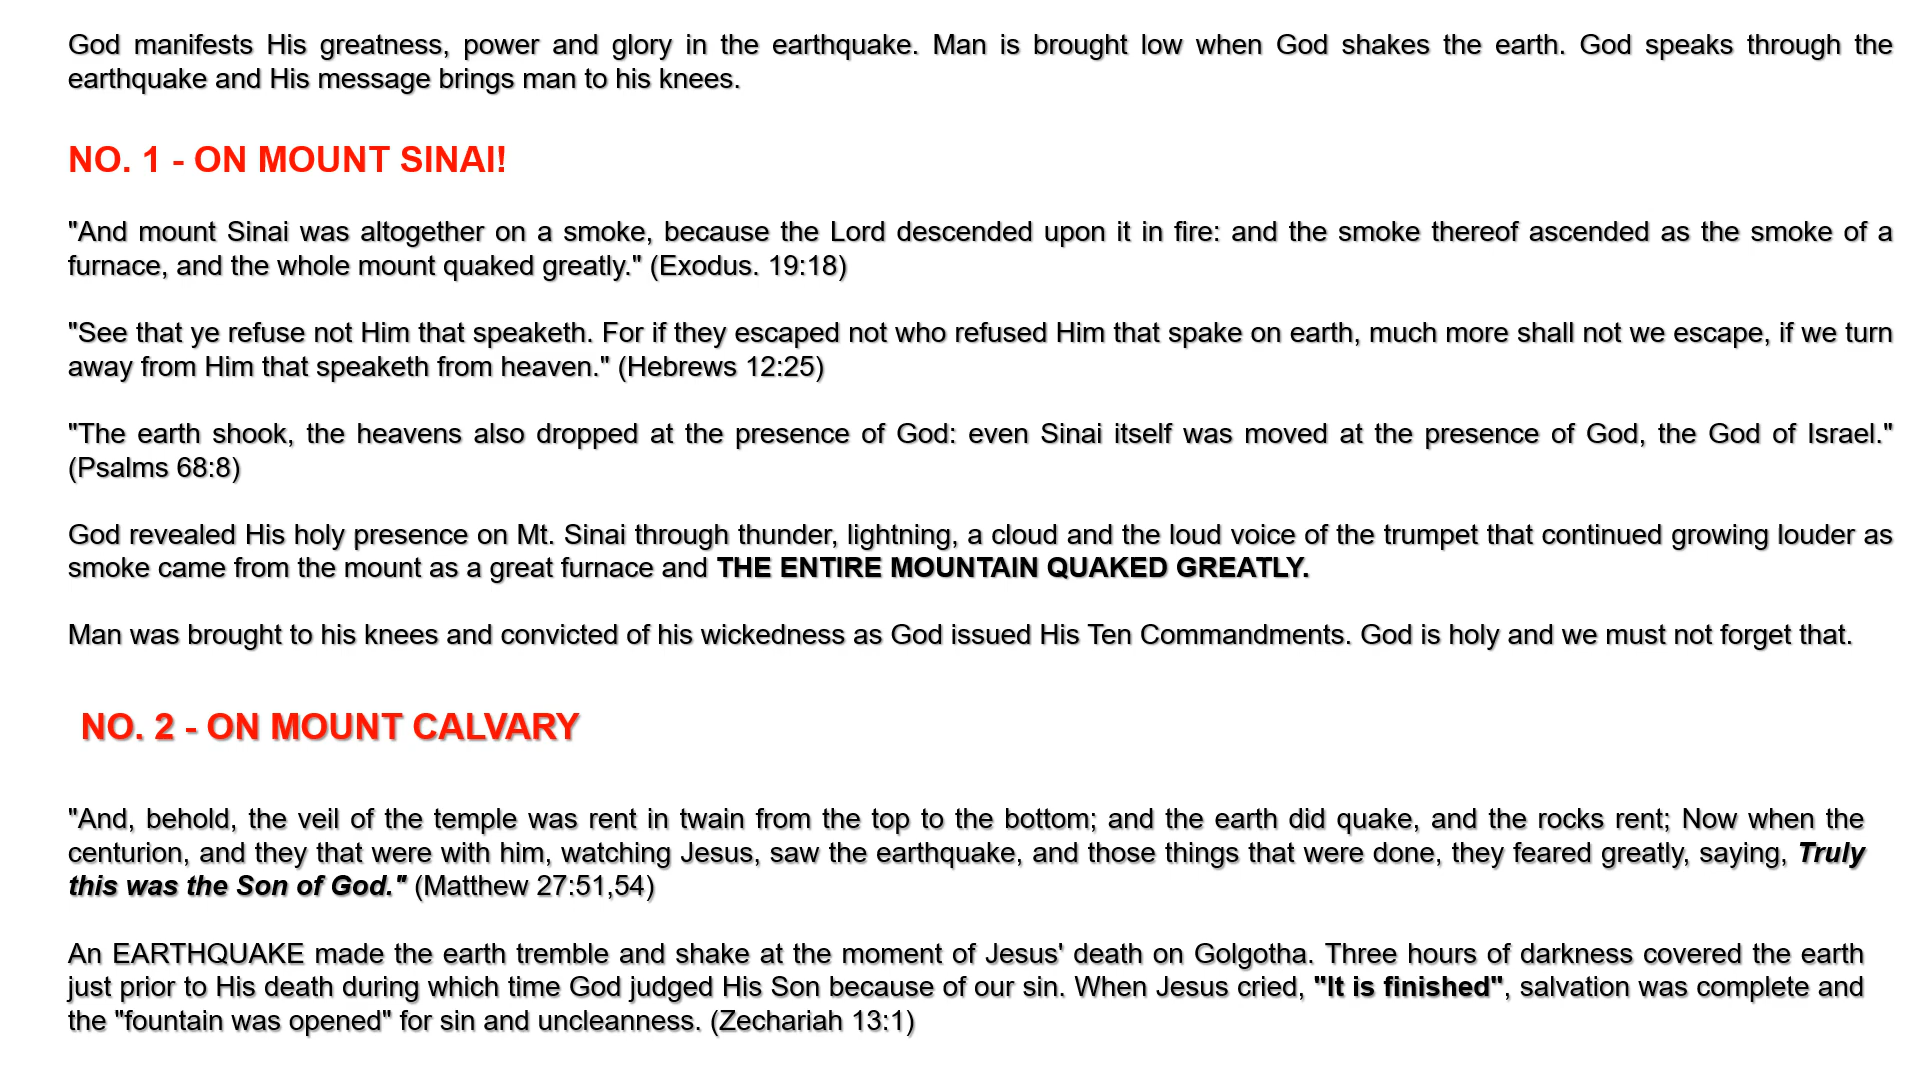 God manifests His greatness, power and glory in the earthquake. Man is brought low when God shakes the earth. God speaks through the
earthquake and His message brings man to his knees.
NO. 1 - ON MOUNT SINAI!
"And mount Sinai was altogether on a smoke, because the Lord descended upon it in fire: and the smoke thereof ascended as the smoke of a
furnace, and the whole mount quaked greatly." (Exodus. 19:18)
"See that ye refuse not Him that speaketh. For if they escaped not who refused Him that spake on earth, much more shall not we escape, if we turn
away from Him that speaketh from heaven." (Hebrews 12:25)
"The earth shook, the heavens also dropped at the presence of God: even Sinai itself was moved at the presence of God, the God of Israel."
(Psalms 68:8)
God revealed His holy presence on Mt. Sinai through thunder, lightning, a cloud and the loud voice of the trumpet that continued growing louder as
smoke came from the mount as a great furnace and THE ENTIRE MOUNTAIN QUAKED GREATLY.
Man was brought to his knees and convicted of his wickedness as God issued His Ten Commandments. God is holy and we must not forget that.
NO. 2 - ON MOUNT CALVARY
"And, behold, the veil of the temple was rent in twain from the top to the bottom; and the earth did quake, and the rocks rent; Now when the
centurion, and they that were with him, watching Jesus, saw the earthquake, and those things that were done, they feared greatly, saying, Truly
this was the Son of God." (Matthew 27:51,54)
An EARTHQUAKE made the earth tremble and shake at the moment of Jesus' death on Golgotha. Three hours of darkness covered the earth
just prior to His death during which time God judged His Son because of our sin. When Jesus cried, "It is finished", salvation was complete and
the "fountain was opened" for sin and uncleanness. (Zechariah 13:1)